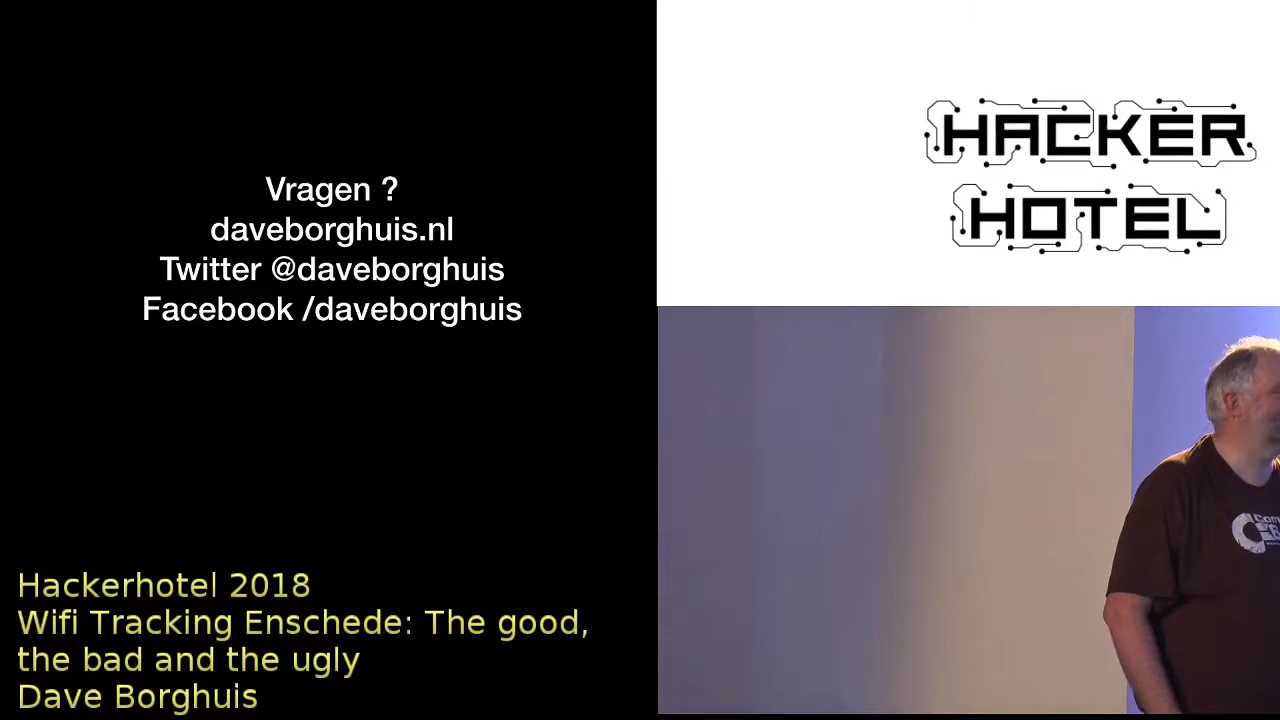 Vragen ?
daveborghuis.nl
Twitter @daveborghuis
Facebook /daveborghuis
HACKER
HOTEL
Hackerhotel 2018
Wifi Tracking Enschede: The good,
the bad and the ugly
Dave Borghuis